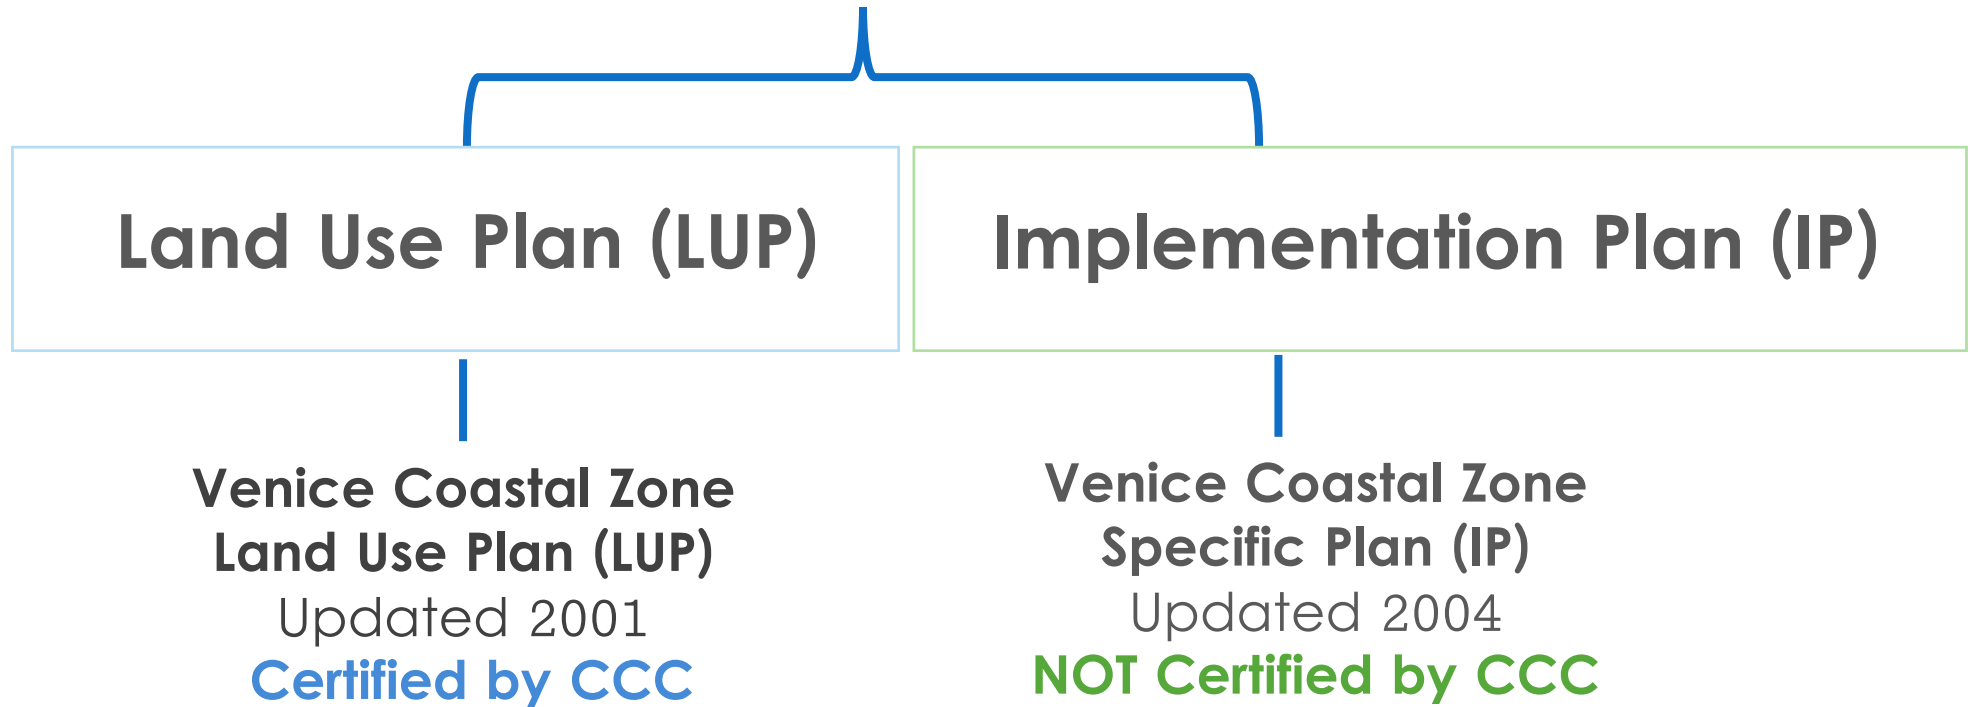 Land Use Plan (LUP)
Implementation Plan (IP)
Venice Coastal Zone
Land Use Plan (LUP)
Updated 2001
Certified by CCC
Venice Coastal Zone
Specific Plan (IP)
Updated 2004
NOT Certified by CCC